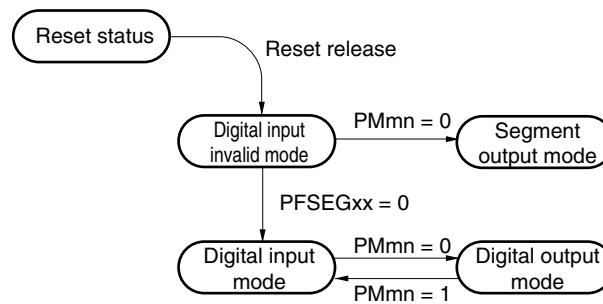 Reset status
Reset release
Digital input
invalid mode
PMmn = 0
Segment
output mode
PFSEGxx = 0
Digital input
mode
PMmn = 0
PMmn = 1
Digital output
mode